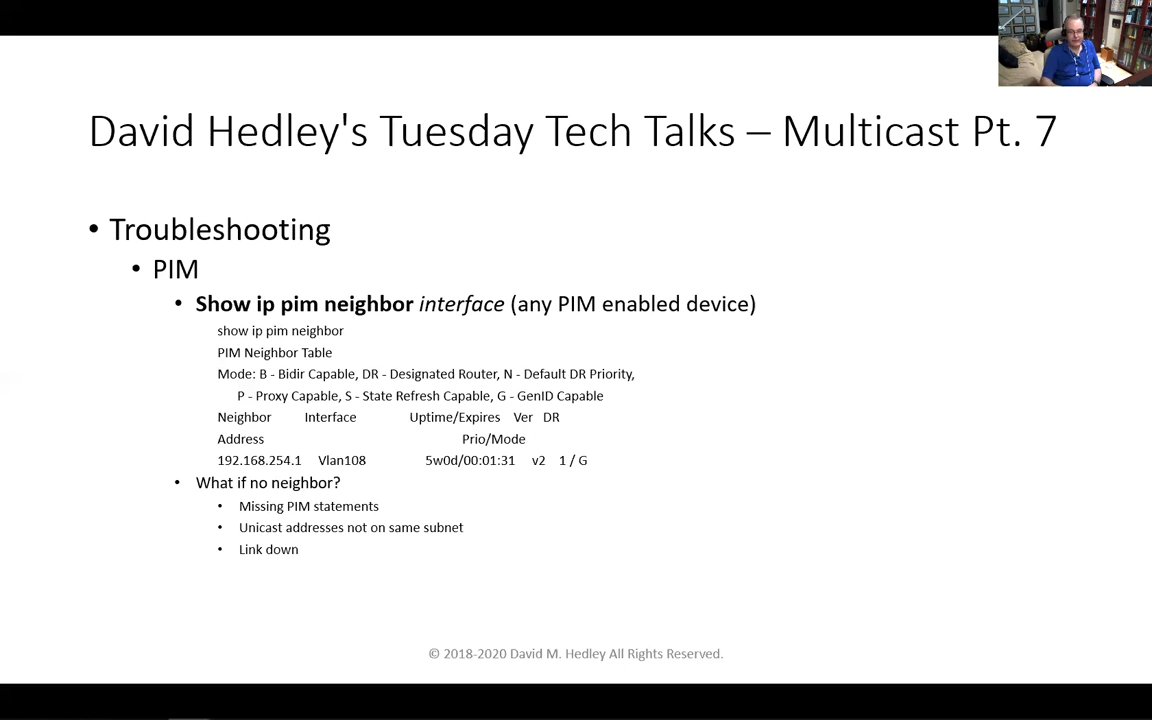 David Hedley's Tuesday Tech Talks – Multicast Pt. 7
• Troubleshooting
• PIM
• Show ip pim neighbor interface (any PIM enabled device)
show ip pim neighbor
PIM Neighbor Table
Mode: B - Bidir Capable, DR - Designated Router, N - Default DR Priority,
P - Proxy Capable, S - State Refresh Capable, G - GenID Capable
Neighbor Interface Uptime/Expires Ver DR
Address Prio/Mode
192.168.254.1 Vlan108 5w0d/00:01:31 v2 1 / G
• What if no neighbor?
• Missing PIM statements
• Unicast addresses not on same subnet
• Link down
© 2018-2020 David M. Hedley All Rights Reserved.